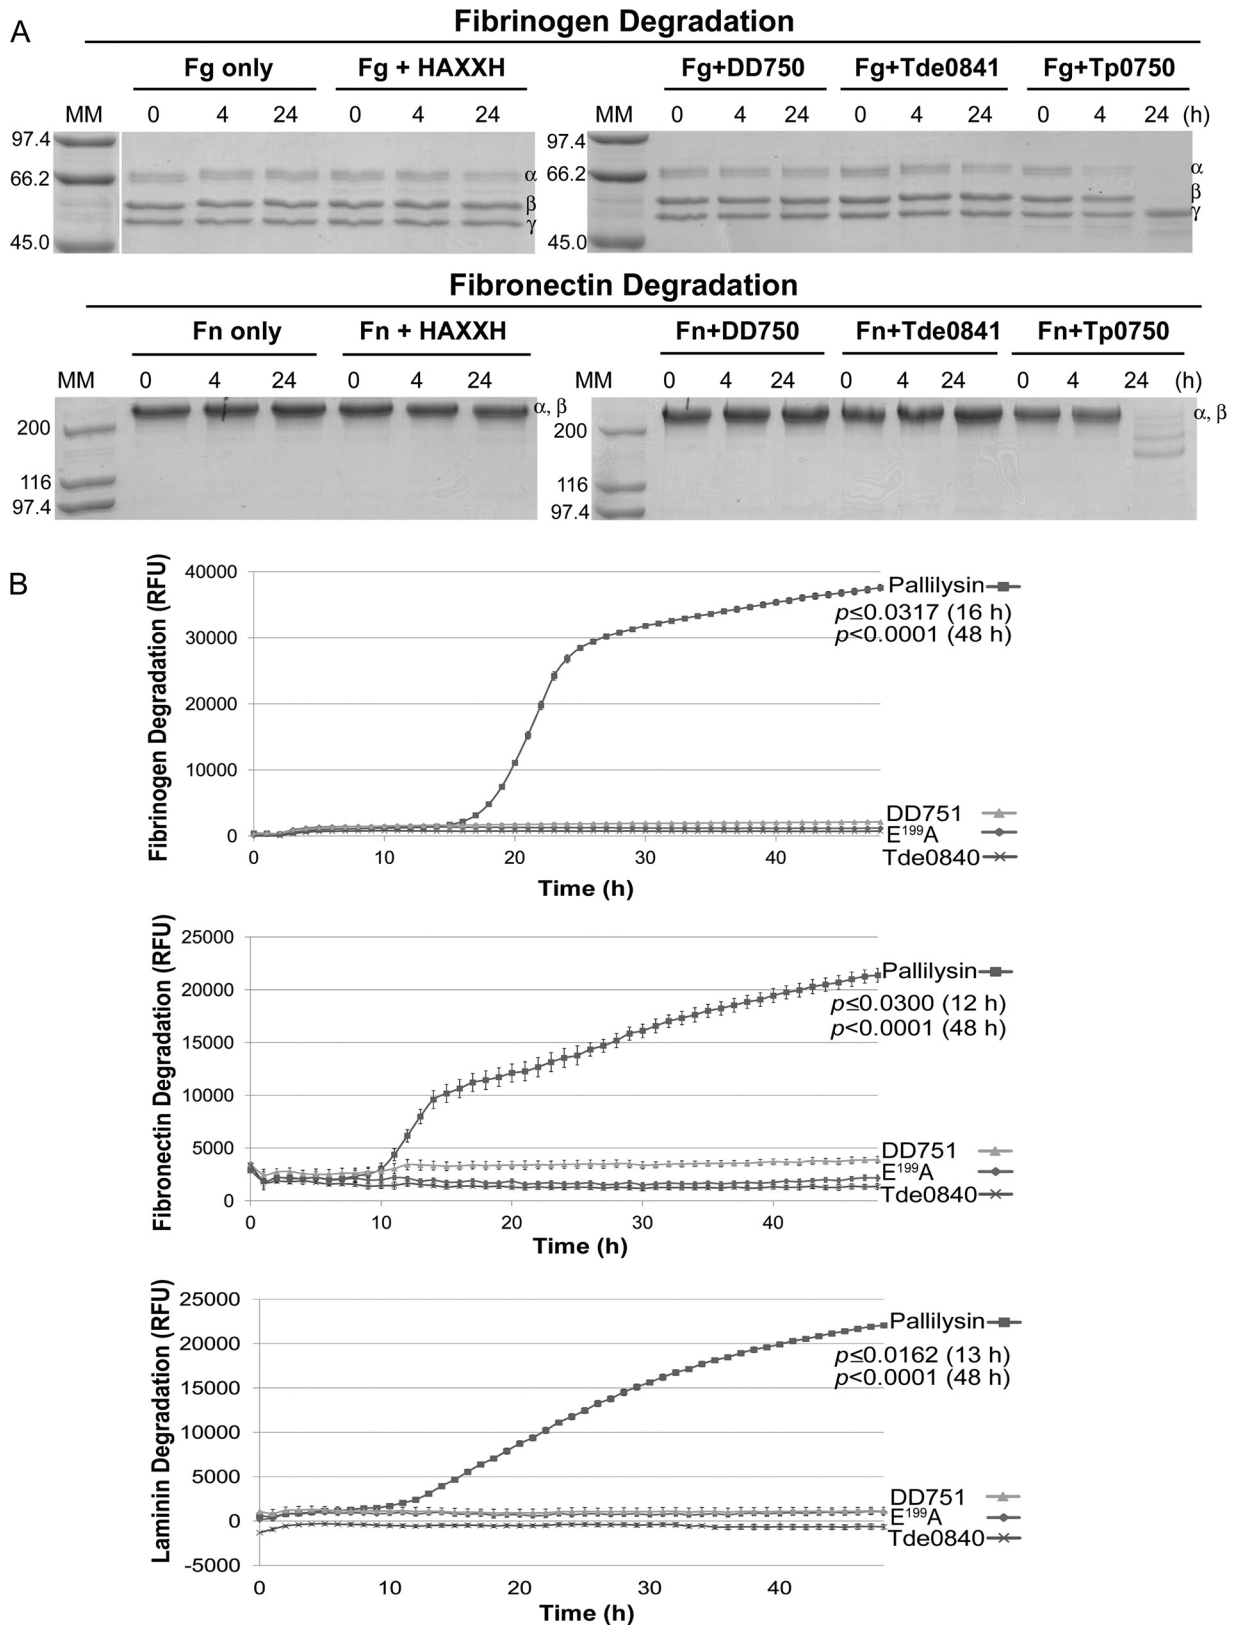 A
Fibrinogen Degradation
Fg only Fg + HAXXH Fg+DD750 Fg+Tde0841 Fg+Tp0750
MM 0 4 24 0 4 24 MM 0 4 24 0 4 24 0 4 24 (h)
97.4 97.4
66.2 α 66.2 α
β β
γ γ
45.0 45.0
Fibronectin Degradation
Fn only Fn + HAXXH Fn+DD750 Fn+Tde0841 Fn+Tp0750
MM 0 4 24 0 4 24 MM 0 4 24 0 4 24 0 4 24 (h)
α, β α, β
200 200
116 116
97.4 97.4
B
Fibrinogen Degradation (RFU)
40000
30000
20000
10000
0
0 10 20 30 40
Time (h)
Pallilysin
p≤0.0317 (16 h)
p<0.0001 (48 h)
DD751
E199A
Tde0840
Fibronectin Degradation (RFU)
25000
20000
15000
10000
5000
0
0 10 20 30 40
Time (h)
Pallilysin
p≤0.0300 (12 h)
p<0.0001 (48 h)
DD751
E199A
Tde0840
Laminin Degradation (RFU)
25000
20000
15000
10000
5000
0
-5000
0 10 20 30 40
Time (h)
Pallilysin
p≤0.0162 (13 h)
p<0.0001 (48 h)
DD751
E199A
Tde0840